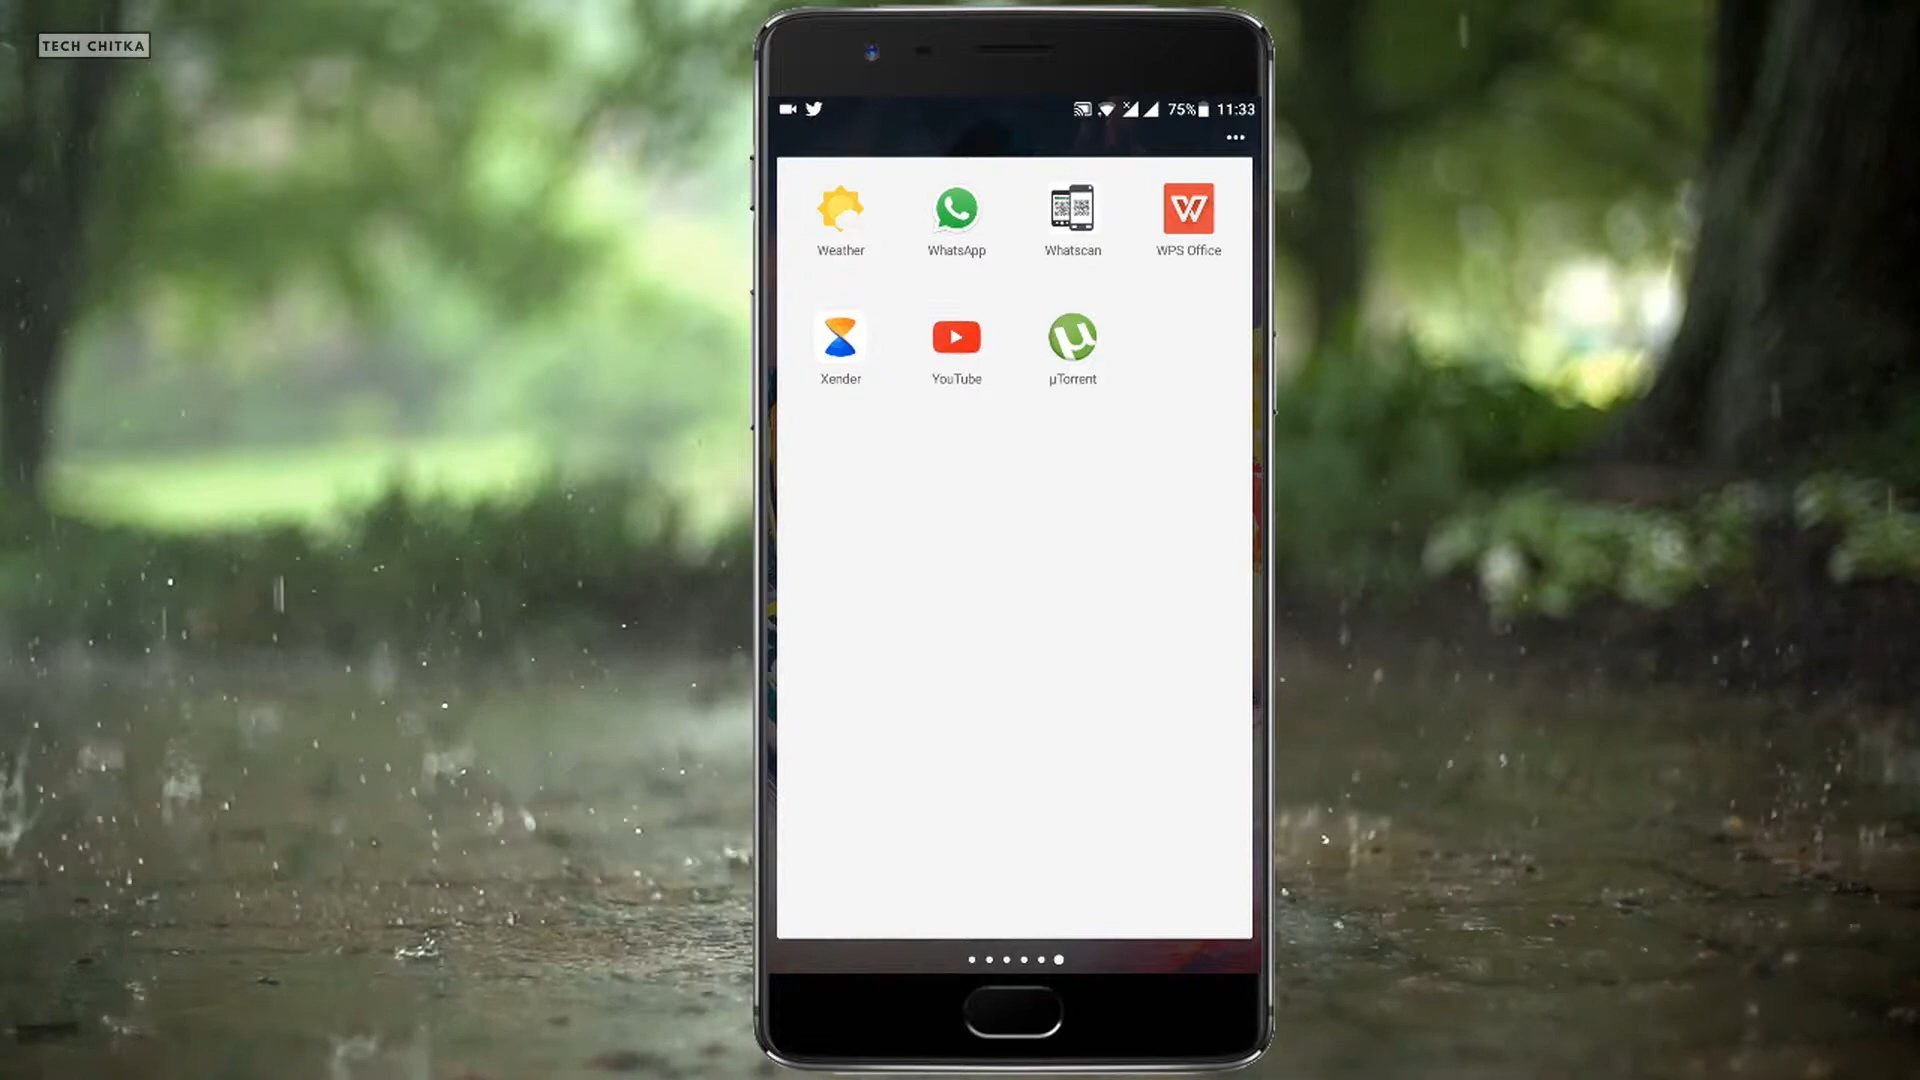 TECH CHITKA
75% 11:33
Weather WhatsApp Whatscan WPS Office
Xender YouTube µTorrent